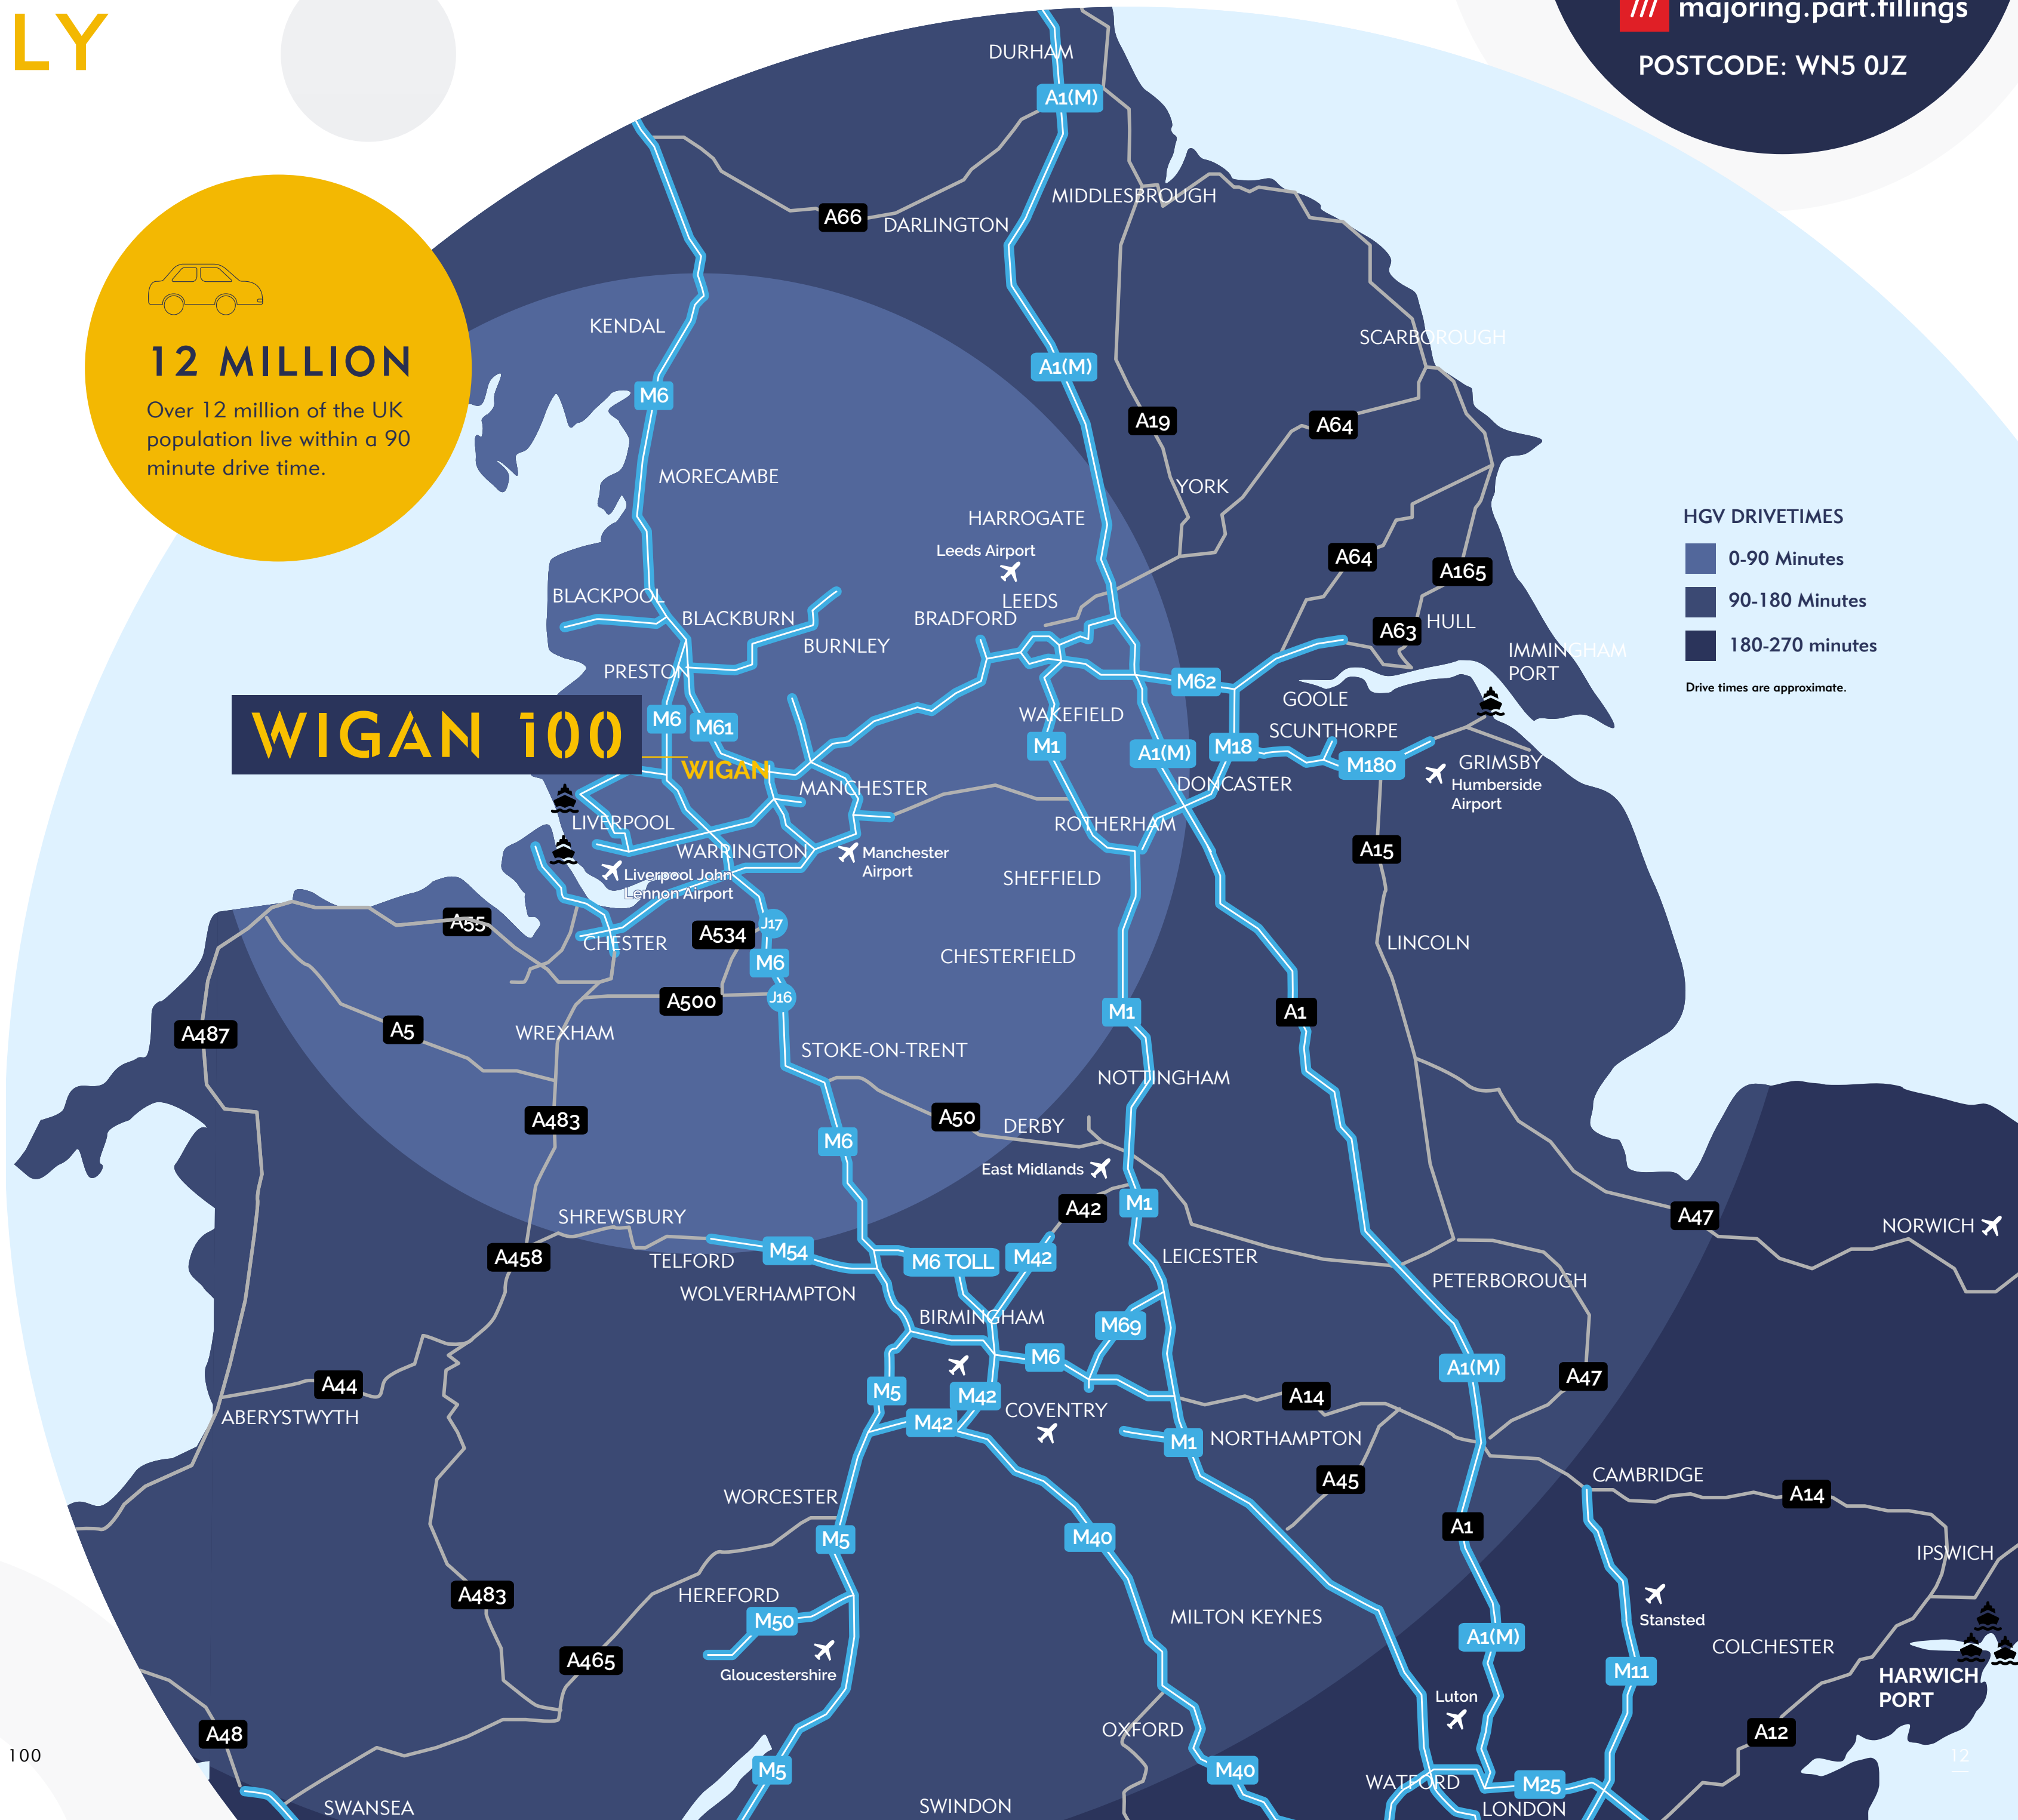 LY
majoring.part.fillings
POSTCODE: WN5 0JZ
12 MILLION
Over 12 million of the UK
population live within a 90
minute drive time.
HGV DRIVETIMES
0-90 Minutes
90-180 Minutes
180-270 minutes
Drive times are approximate.
DURHAM
A1(M)
MIDDLESBROUGH
A66
DARLINGTON
KENDAL
SCARBOROUGH
A1(M)
M6
A19
A64
MORECAMBE
YORK
HARROGATE
Leeds Airport
A64
A165
BLACKPOOL
LEEDS
BLACKBURN
BRADFORD
HULL
A63
BURNLEY
IMMINGHAM
PORT
PRESTON
M62
GOOLE
WIGAN 100
M6
M61
WAKEFIELD
SCUNTHORPE
M1
A1(M)
M18
M180
GRIMSBY
WIGAN
MANCHESTER
DONCASTER
Humberside
Airport
LIVERPOOL
ROTHERHAM
WARRINGTON
Manchester
Airport
A15
Liverpool John
Lennon Airport
SHEFFIELD
A55
J17
A534
CHESTER
LINCOLN
M6
CHESTERFIELD
J16
A500
M1
A1
A487
A5
WREXHAM
STOKE-ON-TRENT
NOTTINGHAM
A483
A50
DERBY
M6
East Midlands
M1
A42
SHREWSBURY
A47
NORWICH
A458
M54
TELFORD
M6 TOLL
M42
LEICESTER
WOLVERHAMPTON
PETERBOROUGH
BIRMINGHAM
M69
M6
A1(M)
A47
A44
M5
M42
A14
ABERYSTWYTH
COVENTRY
M42
M1
NORTHAMPTON
A45
CAMBRIDGE
A14
WORCESTER
A1
M5
M40
IPSWICH
A483
HEREFORD
M50
MILTON KEYNES
Stansted
A1(M)
COLCHESTER
A465
Gloucestershire
M11
HARWICH
PORT
Luton
OXFORD
A48
A12
100
12
M5
M40
WATFORD
M25
SWANSEA
SWINDON
LONDON